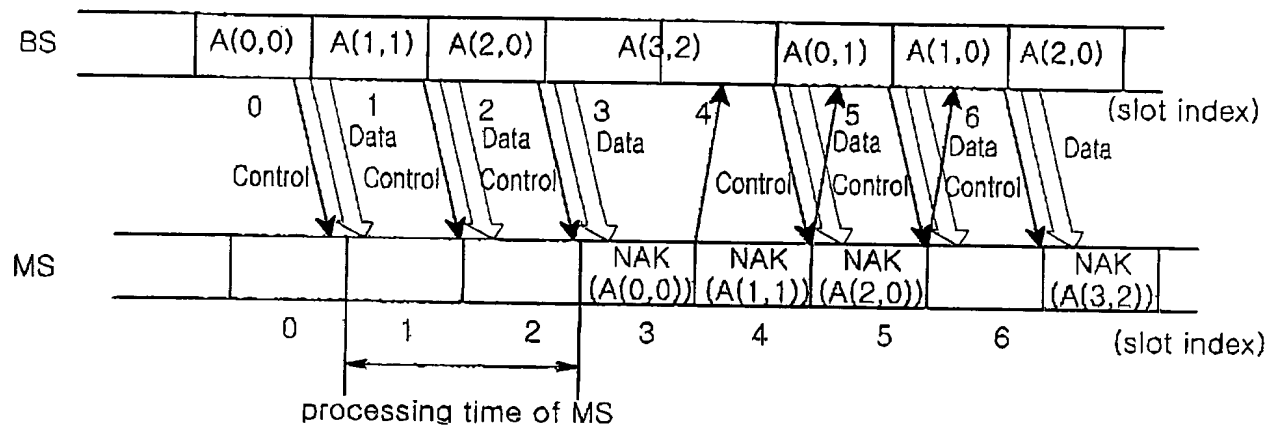 BS
A(0,0) A(1,1) A(2,0) A(3,2) A(0,1) A(1,0) A(2,0)
0 1 2 3 4 5 6 (slot index)
Data Data Data Data Data Data
Control Control Control Control Control Control
MS
NAK NAK NAK NAK
(A(0,0)) (A(1,1)) (A(2,0)) (A(3,2))
0 1 2 3 4 5 6 (slot index)
processing time of MS